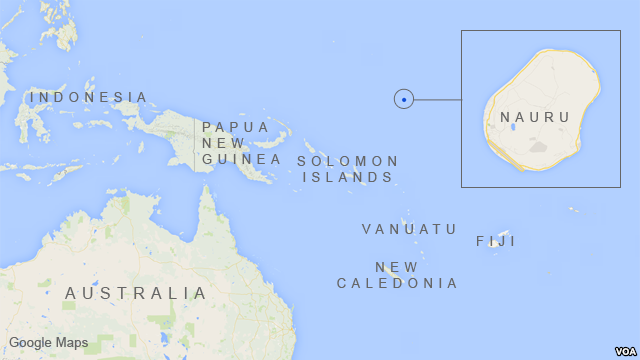 INDONESIA
PAPUA
NEW
GUINEA
SOLOMON
ISLANDS
NAURU
VANUATU
FIJI
NEW
CALEDONIA
AUSTRALIA
Google Maps
VOA